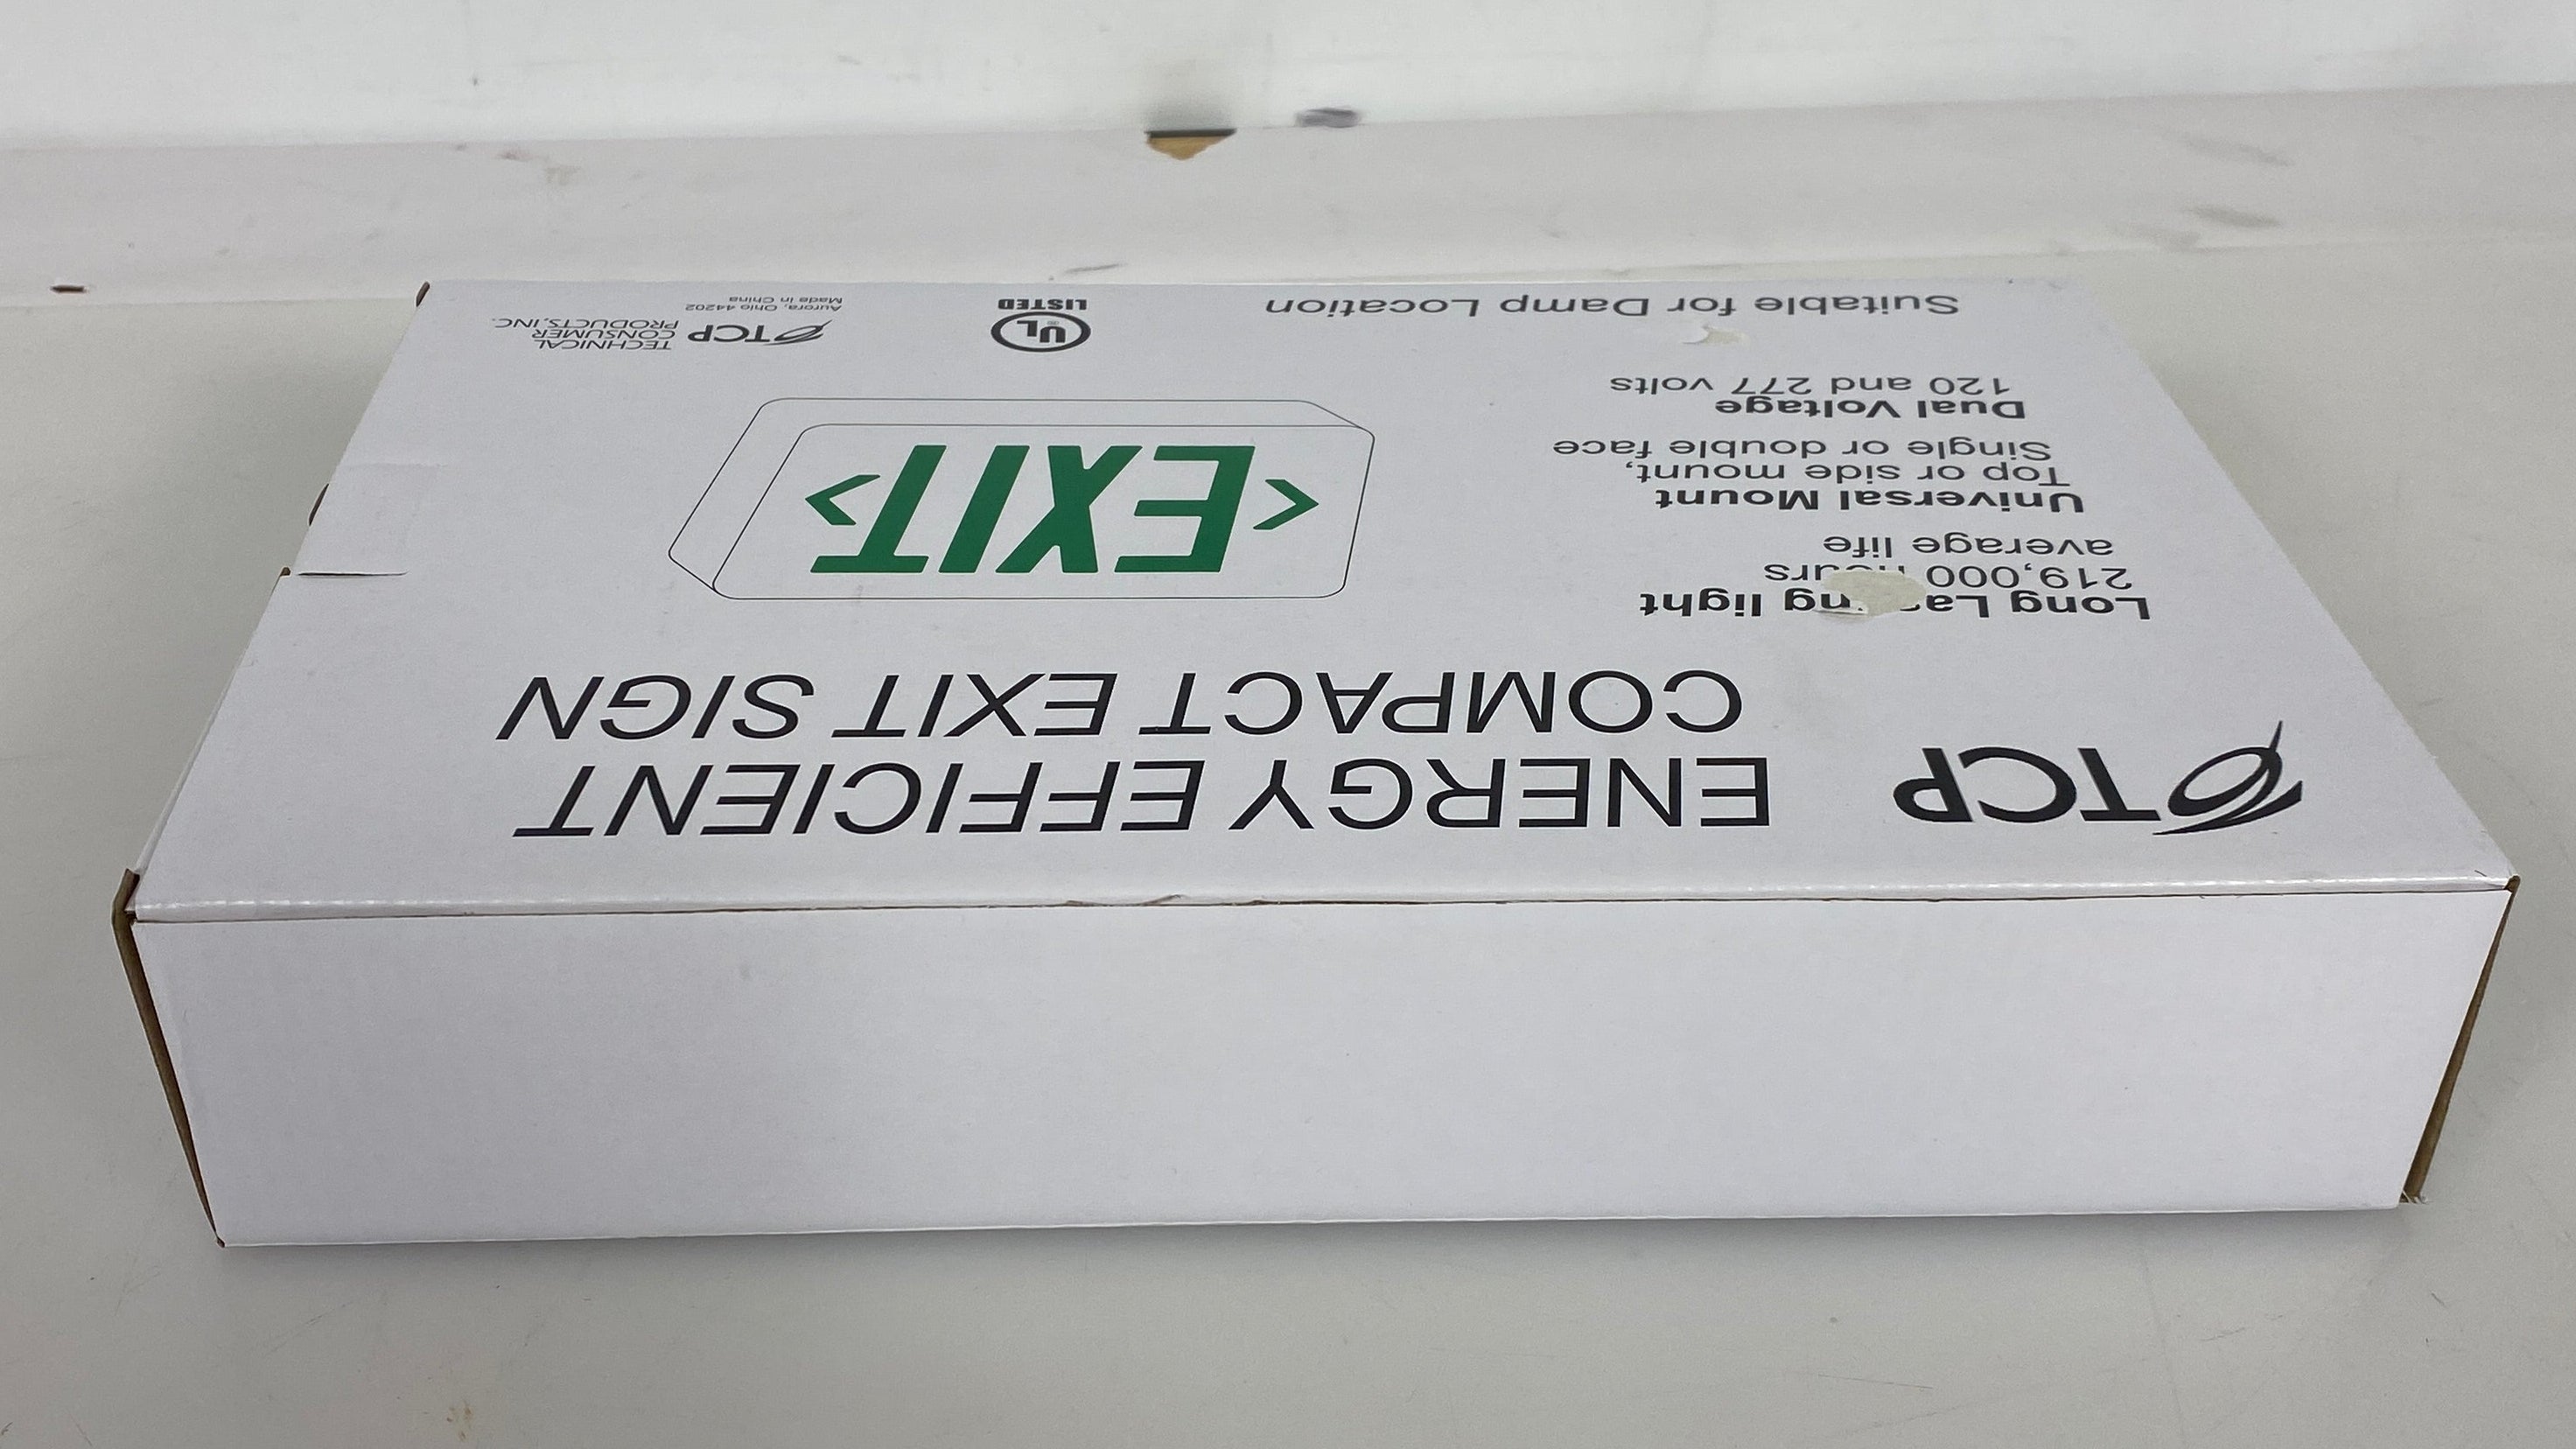 TCP
ENERGY EFFICIENT
COMPACT EXIT SIGN
Long Lasting light
219,000 hours
average life
Universal Mount
Top or side mount,
Single or double face
Dual Voltage
120 and 277 volts
Suitable for Damp Location
<EXIT>
UL
®
LISTED
TCP
TECHNICAL
CONSUMER
PRODUCTS, INC.
Aurora, Ohio 44202
Made in China